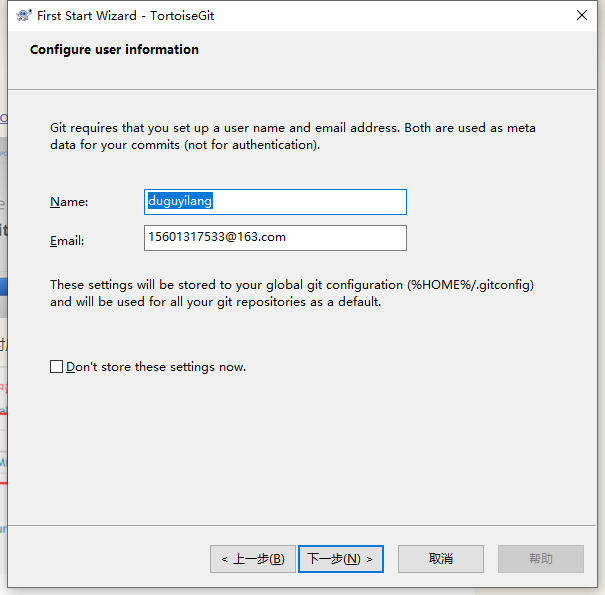 First Start Wizard - TortoiseGit
Configure user information
Git requires that you set up a user name and email address. Both are used as meta
data for your commits (not for authentication).
Name:
duguyilang
Email:
15601317533@163.com
These settings will be stored to your global git configuration (%HOME%/.gitconfig)
and will be used for all your git repositories as a default.
Don't store these settings now.
< 上一步(B)
下一步(N) >
取消
帮助